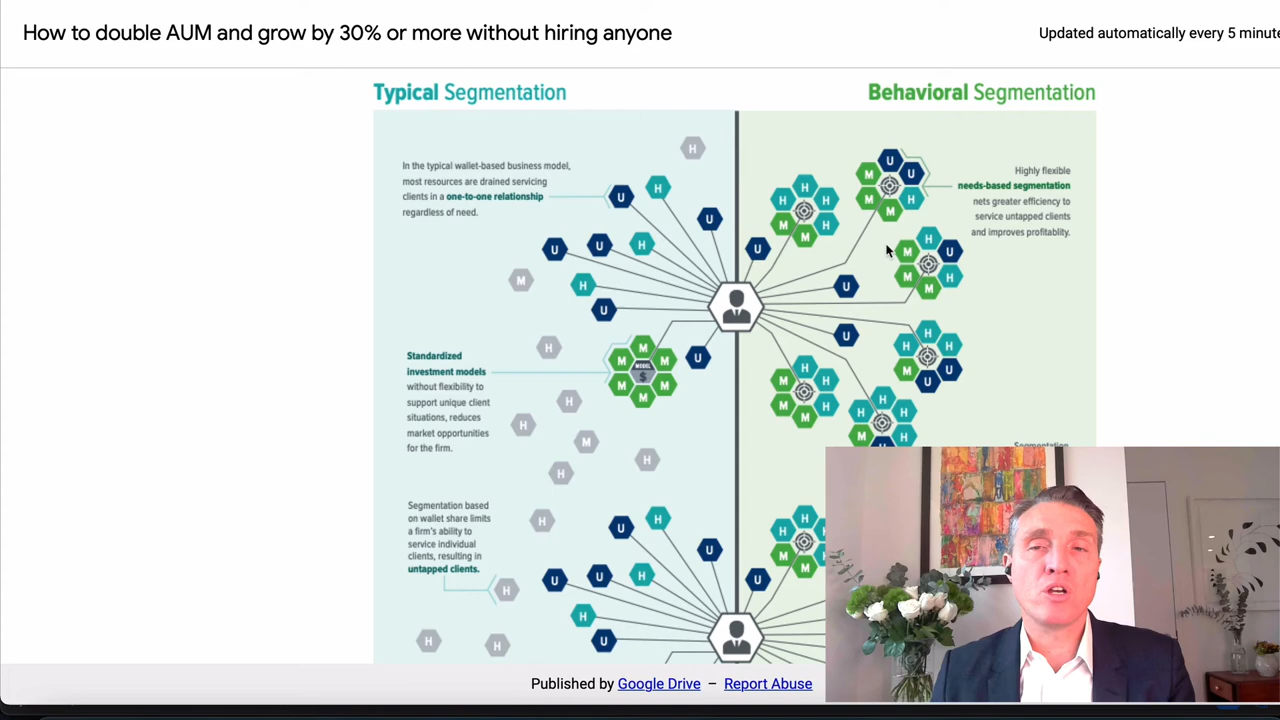 How to double AUM and grow by 30% or more without hiring anyone
Updated automatically every 5 minute
Typical Segmentation
Behavioral Segmentation
In the typical wallet-based business model,
most resources are drained servicing
clients in a one-to-one relationship
regardless of need.
Highly flexible
needs-based segmentation
nets greater efficiency to
service untapped clients
and improves profitablity.
H
U
H
U
U
U
H
M
H
U
H
M
M
M
M
M
M
MODEL
$
U
H
H
M
H
H
H
Standardized
investment models
without flexibility to
support unique client
situations, reduces
market opportunities
for the firm.
Segmentation based
on wallet share limits
a firm's ability to
service individual
clients, resulting in
untapped clients.
H
H
H
U
H
U
U
U
H
H
U
H
H
H
H
M
M
U
U
M
U
M
H
M
H
M
U
M
H
M
U
U
H
H
H
M
U
U
H
M
H
M
H
M
H
H
H
M
H
U
H
H
M
M
U
Segmentation
Published by Google Drive – Report Abuse